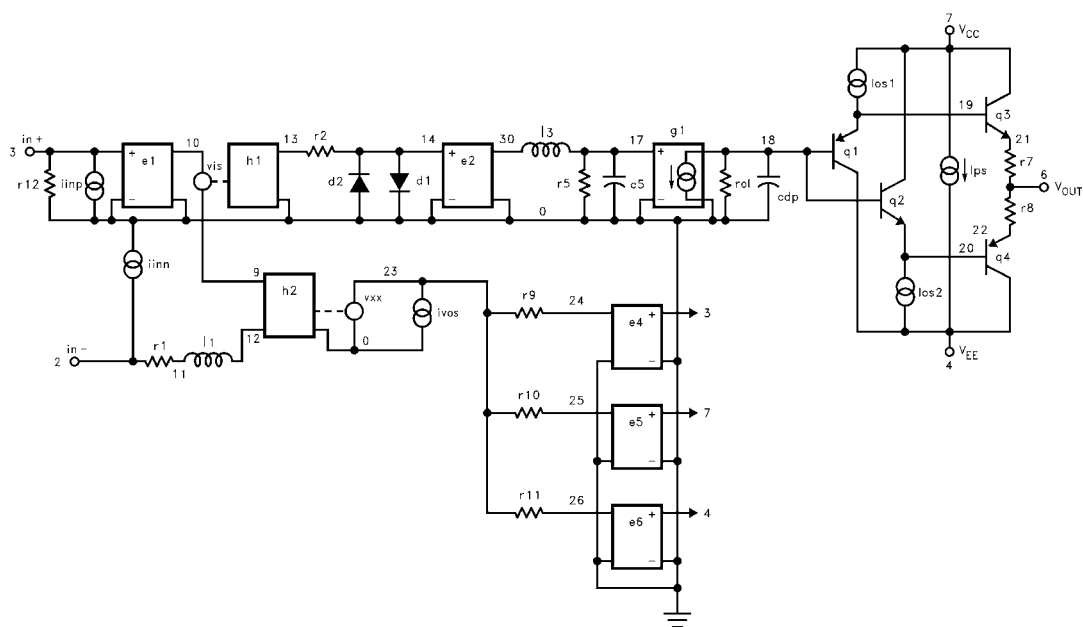 7
VCC
Ios1
19
q3
in+
3
r12
iinp
+
e1
−
10
vis
h1
13
r2
d2
d1
14
+
e2
−
30
l3
r5
17
c5
+
g1
−
18
rol
cdp
q1
q2
Ips
21
r7
6
VOUT
r8
22
20
q4
Ios2
VEE
4
0
iinn
9
h2
12
in−
2
r1
11
l1
23
vxx
ivos
0
r9
24
e4
+
−
3
r10
25
e5
+
−
7
r11
26
e6
+
−
4